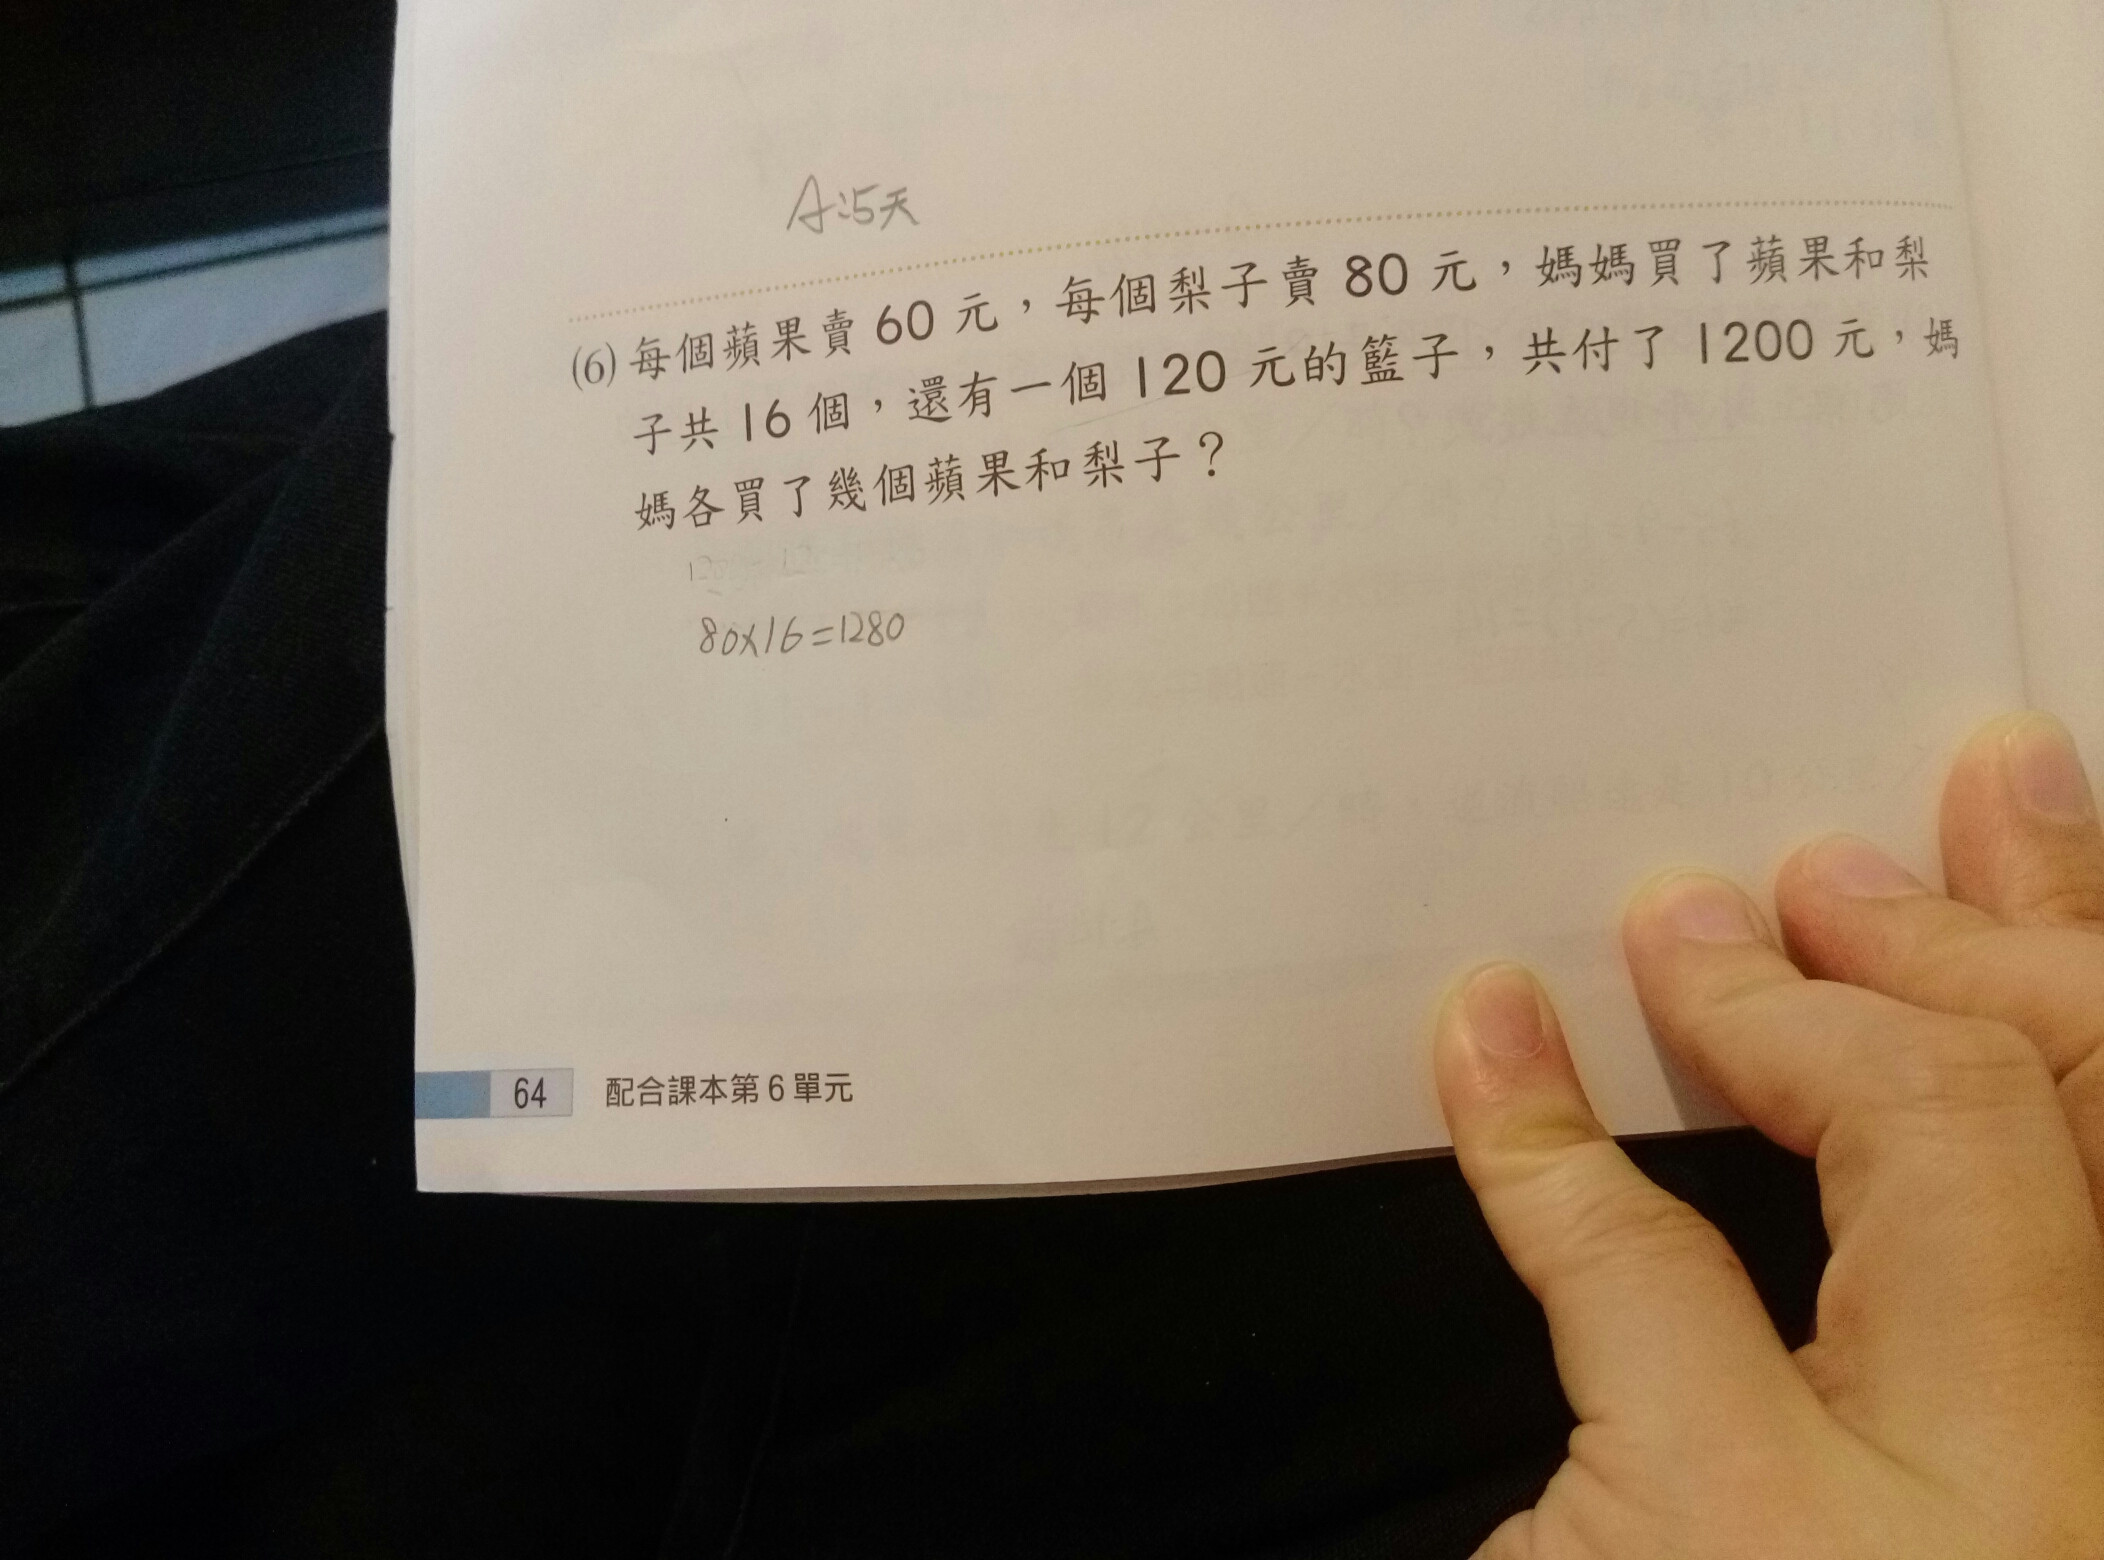 A:5天
(6) 每個蘋果賣 60 元，每個梨子賣 80 元，媽媽買了蘋果和梨
子共 16 個，還有一個 120 元的籃子，共付了 1200 元，媽
媽各買了幾個蘋果和梨子？
80×16=1280
64 配合課本第 6 單元